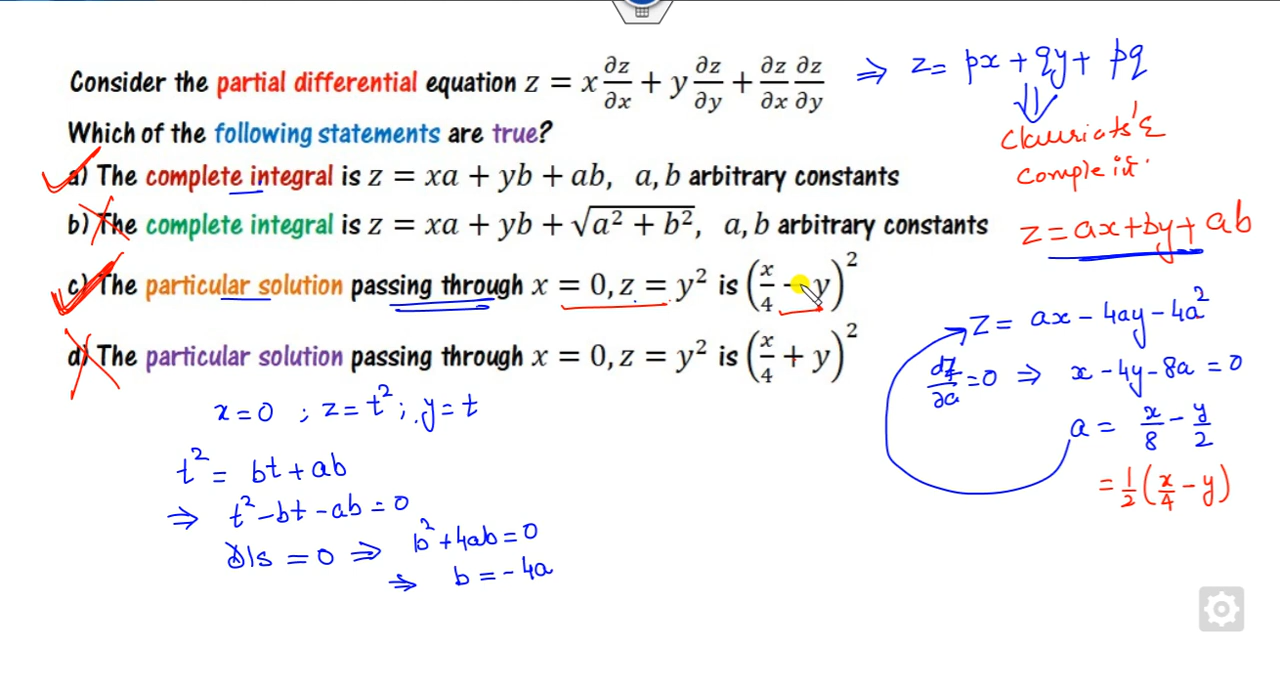 Consider the partial differential equation z = x ∂z/∂x + y ∂z/∂y + ∂z/∂x ∂z/∂y
⇒ z = px + qy + pq
Which of the following statements are true?
Clauriats's
Comple it.
a) The complete integral is z = xa + yb + ab, a, b arbitrary constants
b) The complete integral is z = xa + yb + √(a² + b²), a, b arbitrary constants
z = ax + by + ab
c) The particular solution passing through x = 0, z = y² is (x/4 − y)²
d) The particular solution passing through x = 0, z = y² is (x/4 + y)²
x = 0 ; z = t² ; y = t
t² = bt + ab
⇒ t² − bt − ab = 0
Dis = 0 ⇒ b² + 4ab = 0
⇒ b = −4a
z = ax − 4ay − 4a²
∂z/∂a = 0 ⇒ x − 4y − 8a = 0
a = x/8 − y/2
= 1/2 (x/4 − y)